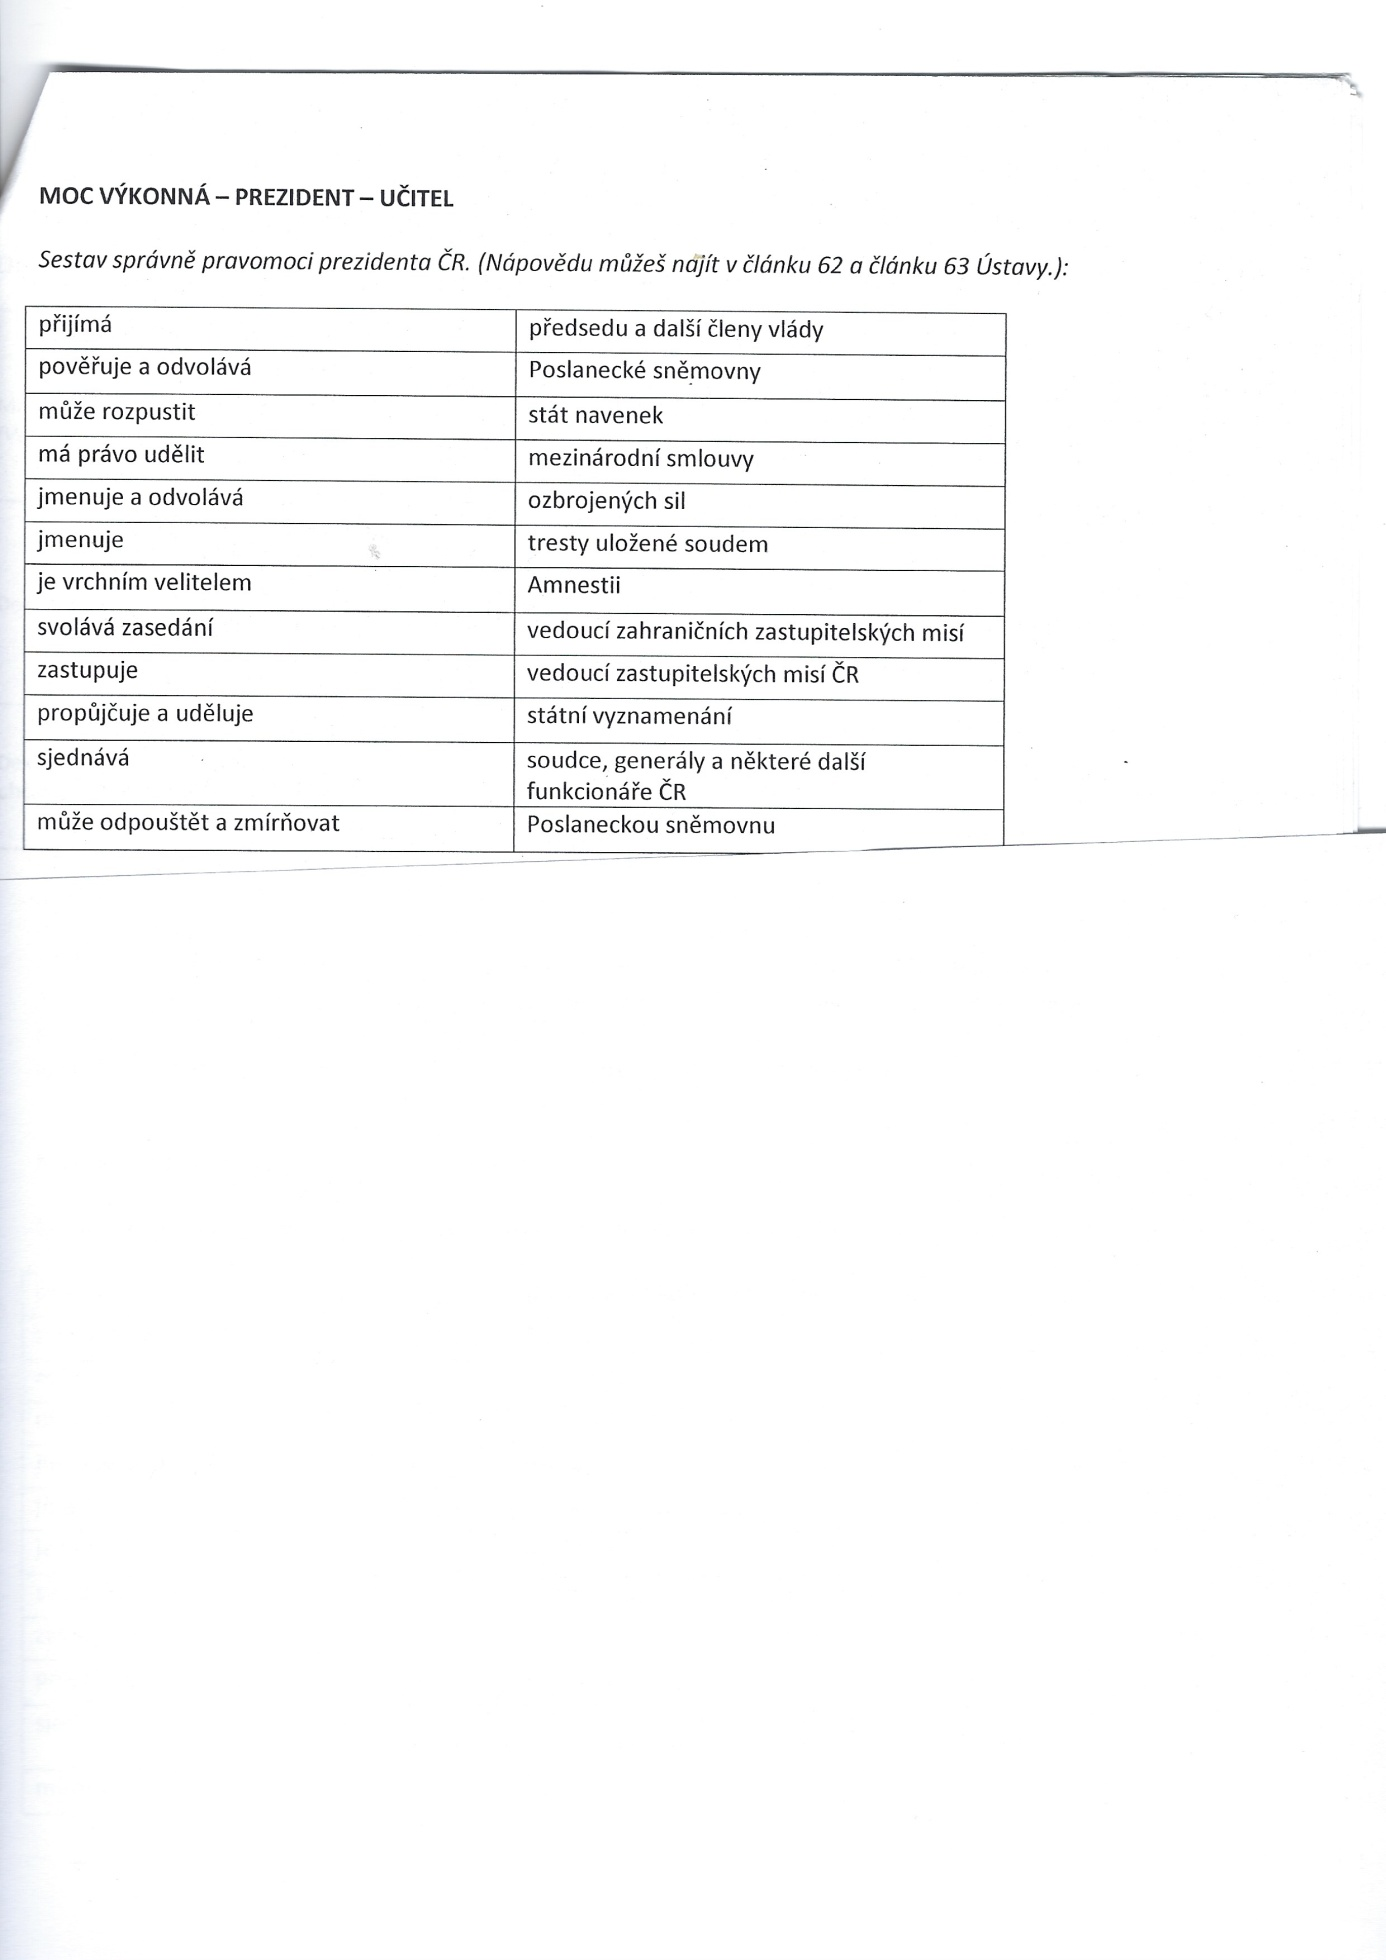 MOC VÝKONNÁ – PREZIDENT – UČITEL
Sestav správně pravomoci prezidenta ČR. (Nápovědu můžeš najít v článku 62 a článku 63 Ústavy.):
přijímá předsedu a další členy vlády
pověřuje a odvolává Poslanecké sněmovny
může rozpustit stát navenek
má právo udělit mezinárodní smlouvy
jmenuje a odvolává ozbrojených sil
jmenuje tresty uložené soudem
je vrchním velitelem Amnestii
svolává zasedání vedoucí zahraničních zastupitelských misí
zastupuje vedoucí zastupitelských misí ČR
propůjčuje a uděluje státní vyznamenání
sjednává soudce, generály a některé další
funkcionáře ČR
může odpouštět a zmírňovat Poslaneckou sněmovnu